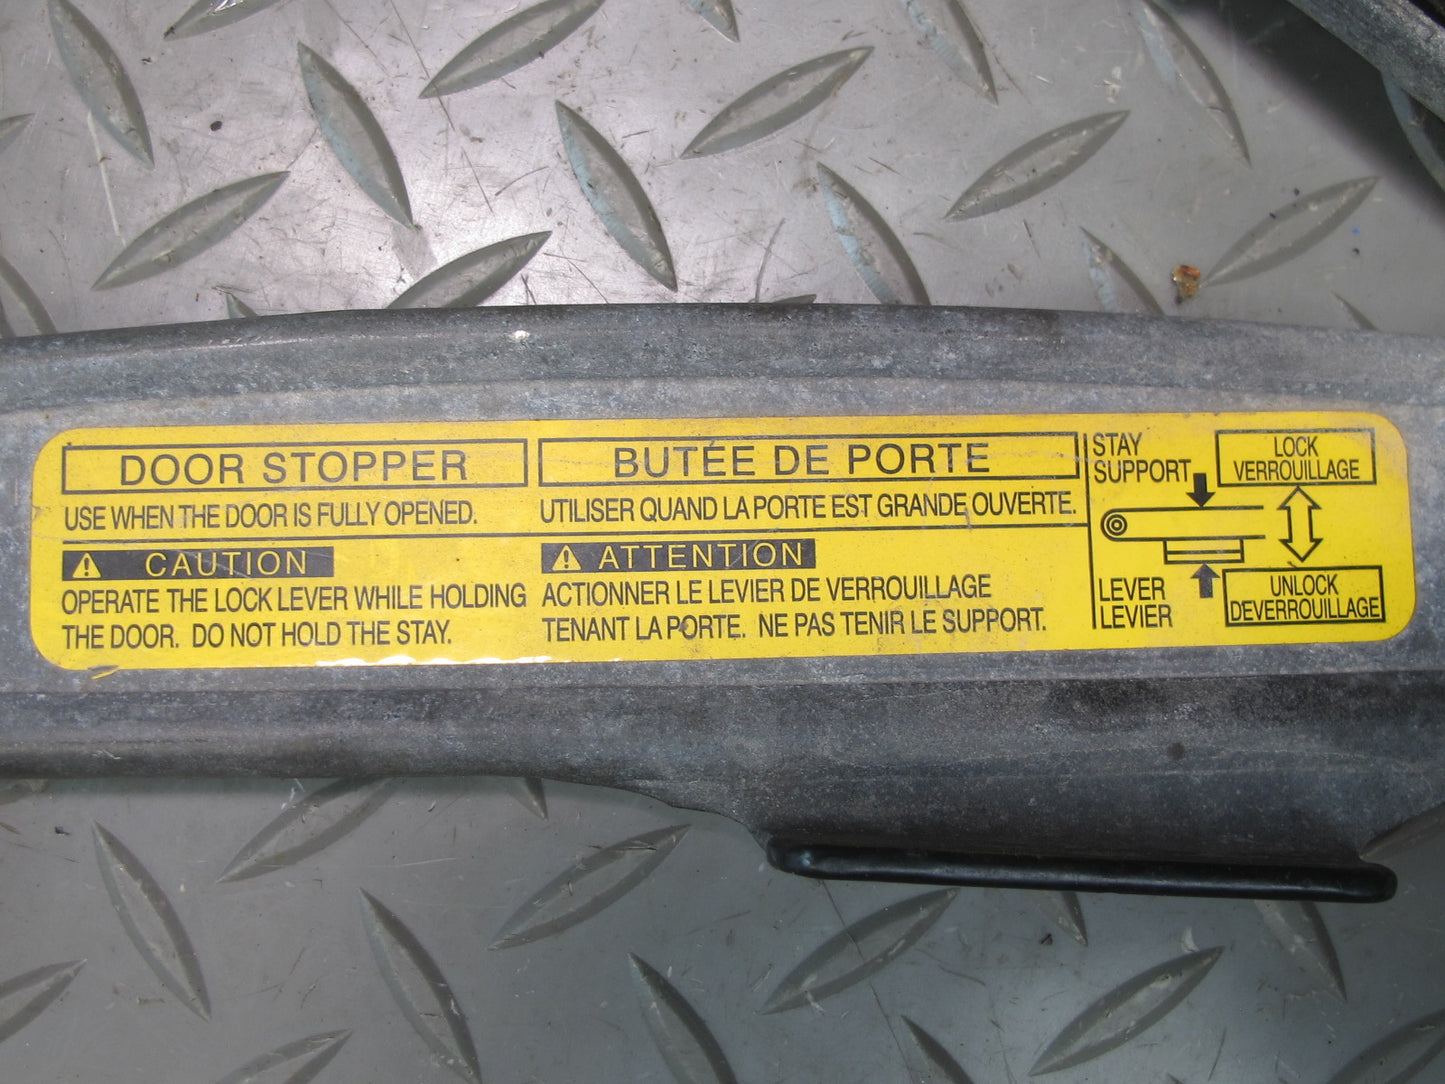 DOOR STOPPER
USE WHEN THE DOOR IS FULLY OPENED.
CAUTION
OPERATE THE LOCK LEVER WHILE HOLDING
THE DOOR. DO NOT HOLD THE STAY.
BUTÉE DE PORTE
UTILISER QUAND LA PORTE EST GRANDE OUVERTE.
ATTENTION
ACTIONNER LE LEVIER DE VERROUILLAGE
TENANT LA PORTE. NE PAS TENIR LE SUPPORT.
STAY
SUPPORT
LOCK
VERROUILLAGE
LEVER
LEVIER
UNLOCK
DEVERROUILLAGE